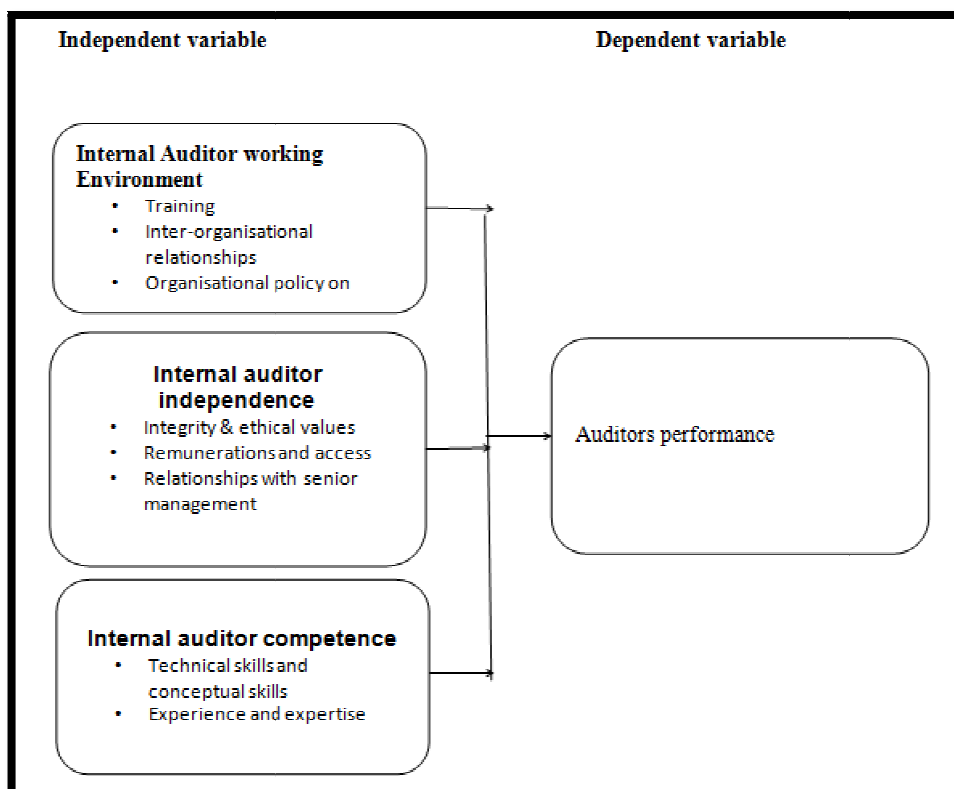 Independent variable
Dependent variable
Internal Auditor working
Environment
• Training
• Inter-organisational
relationships
• Organisational policy on
Internal auditor
independence
• Integrity & ethical values
• Remunerations and access
• Relationships with senior
management
Internal auditor competence
• Technical skills and
conceptual skills
• Experience and expertise
Auditors performance